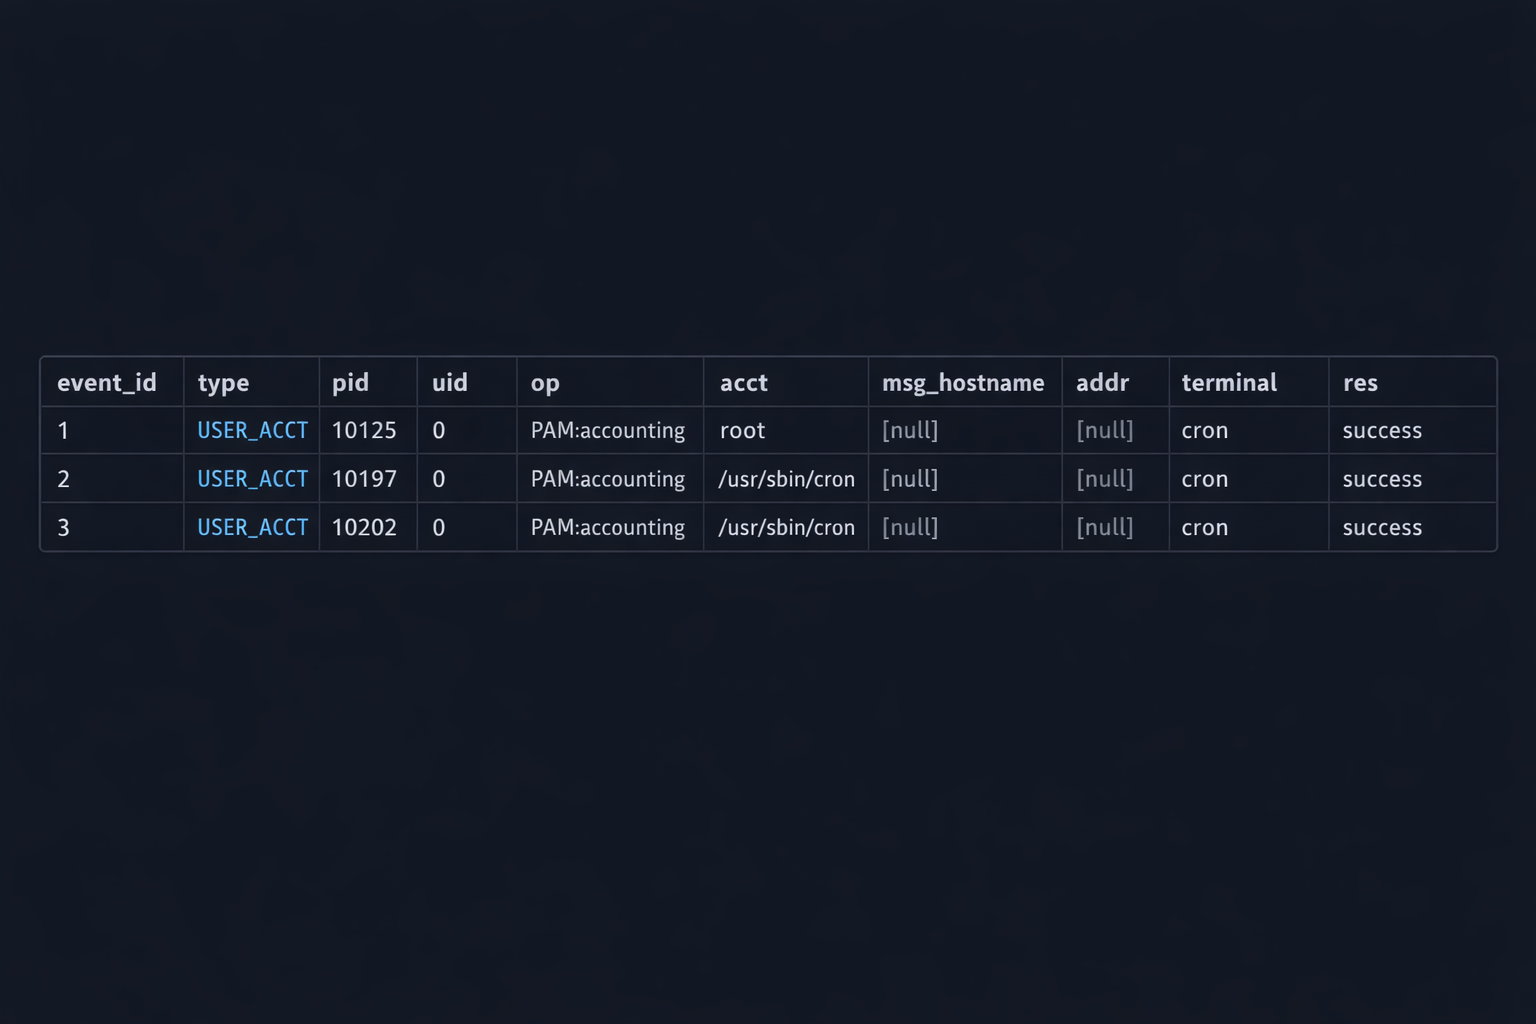 event_id type pid uid op acct msg_hostname addr terminal res
1 USER_ACCT 10125 0 PAM:accounting root [null] [null] cron success
2 USER_ACCT 10197 0 PAM:accounting /usr/sbin/cron [null] [null] cron success
3 USER_ACCT 10202 0 PAM:accounting /usr/sbin/cron [null] [null] cron success